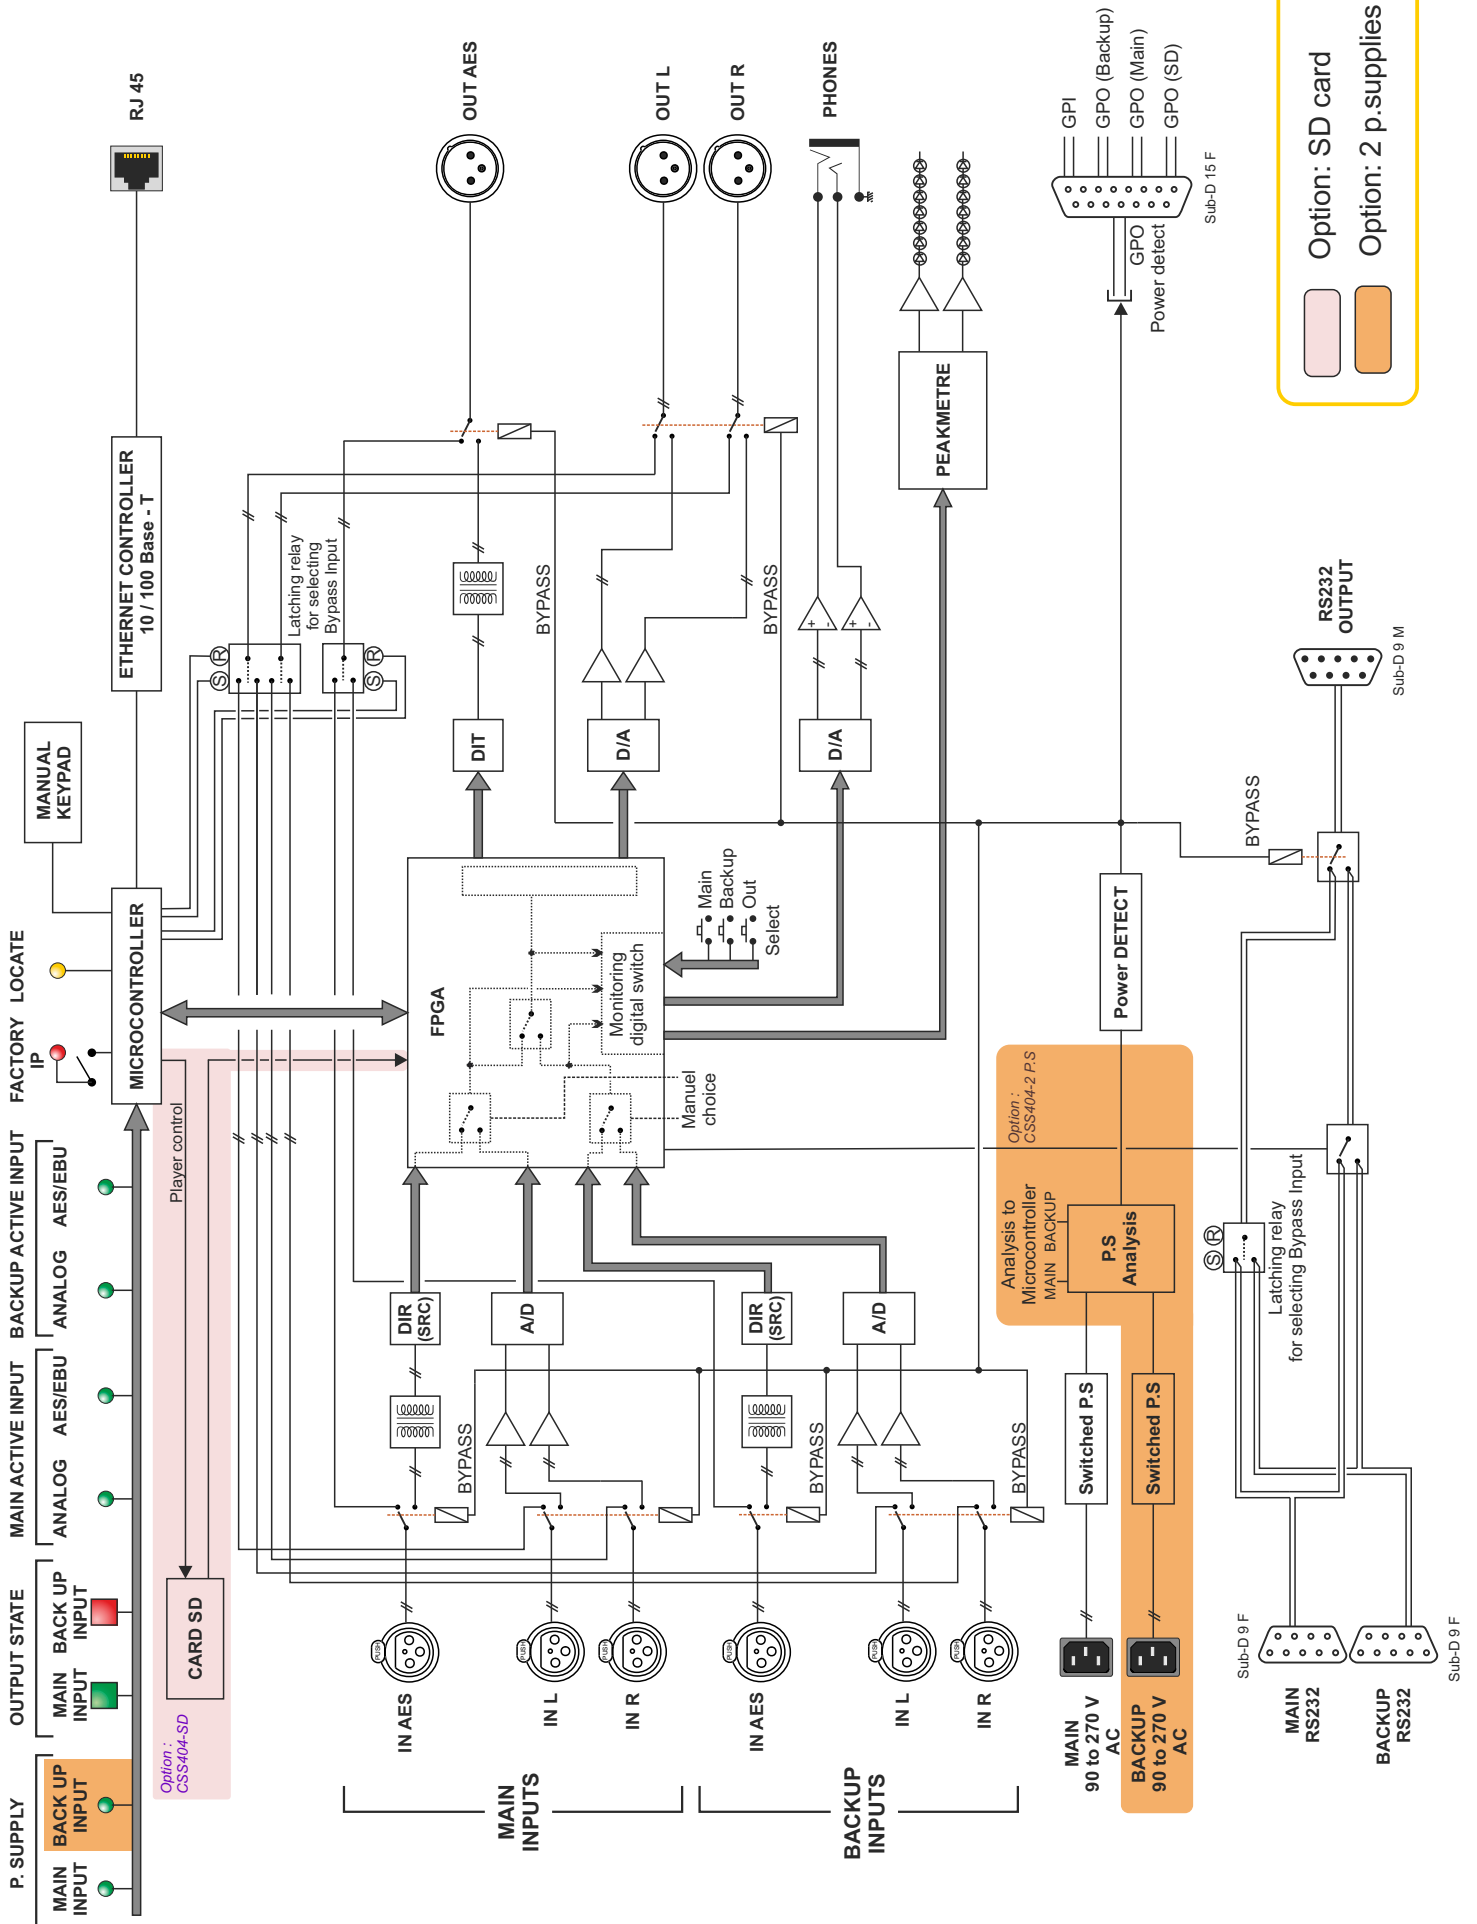 P. SUPPLY
MAIN
INPUT
BACK UP
INPUT
OUTPUT STATE
MAIN
INPUT
BACK UP
INPUT
MAIN ACTIVE INPUT
ANALOG
AES/EBU
BACKUP ACTIVE INPUT
ANALOG
AES/EBU
FACTORY
IP
LOCATE
MANUAL
KEYPAD
MICROCONTROLLER
ETHERNET CONTROLLER
10 / 100 Base - T
RJ 45
Option :
CSS404-SD
CARD SD
Player control
S
R
Latching relay
for selecting
Bypass Input
S
R
MAIN
INPUTS
PUSH
IN AES
PUSH
IN L
PUSH
IN R
BYPASS
DIR
(SRC)
A/D
BACKUP
INPUTS
PUSH
IN AES
PUSH
IN L
PUSH
IN R
BYPASS
BYPASS
DIR
(SRC)
A/D
FPGA
Monitoring
digital switch
Manuel
choice
Main
Backup
Out
Select
DIT
D/A
D/A
BYPASS
BYPASS
+
-
+
-
OUT AES
OUT L
OUT R
PHONES
PEAKMETRE
MAIN
90 to 270 V
AC
BACKUP
90 to 270 V
AC
Switched P.S
Switched P.S
Option :
CSS404-2 P.S
Analysis to
Microcontroller
MAIN
BACKUP
P.S
Analysis
Power DETECT
GPO
Power detect
GPI
GPO (Backup)
GPO (Main)
GPO (SD)
Sub-D 15 F
Sub-D 9 F
MAIN
RS232
BACKUP
RS232
Sub-D 9 F
S
R
Latching relay
for selecting Bypass Input
BYPASS
RS232
OUTPUT
Sub-D 9 M
Option: SD card
Option: 2 p.supplies